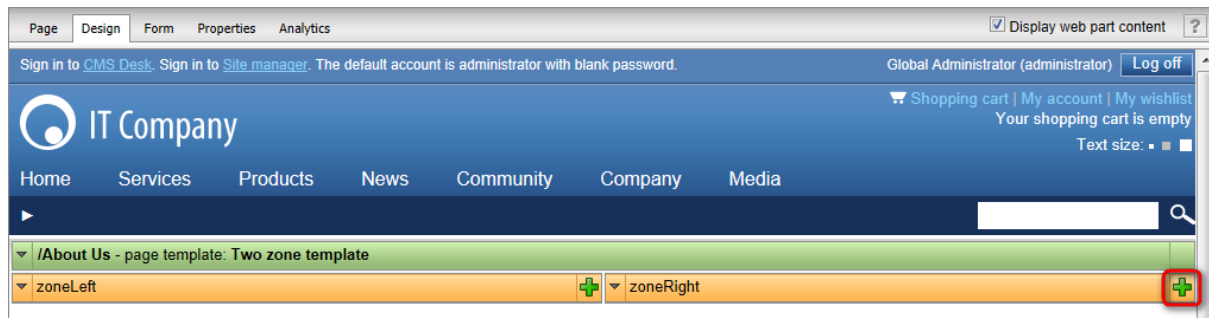 Page Design Form Properties Analytics Display web part content ?
Sign in to CMS Desk. Sign in to Site manager. The default account is administrator with blank password. Global Administrator (administrator) Log off
Shopping cart | My account | My wishlist
IT Company
Your shopping cart is empty
Text size:
Home Services Products News Community Company Media
/About Us - page template: Two zone template
zoneLeft zoneRight